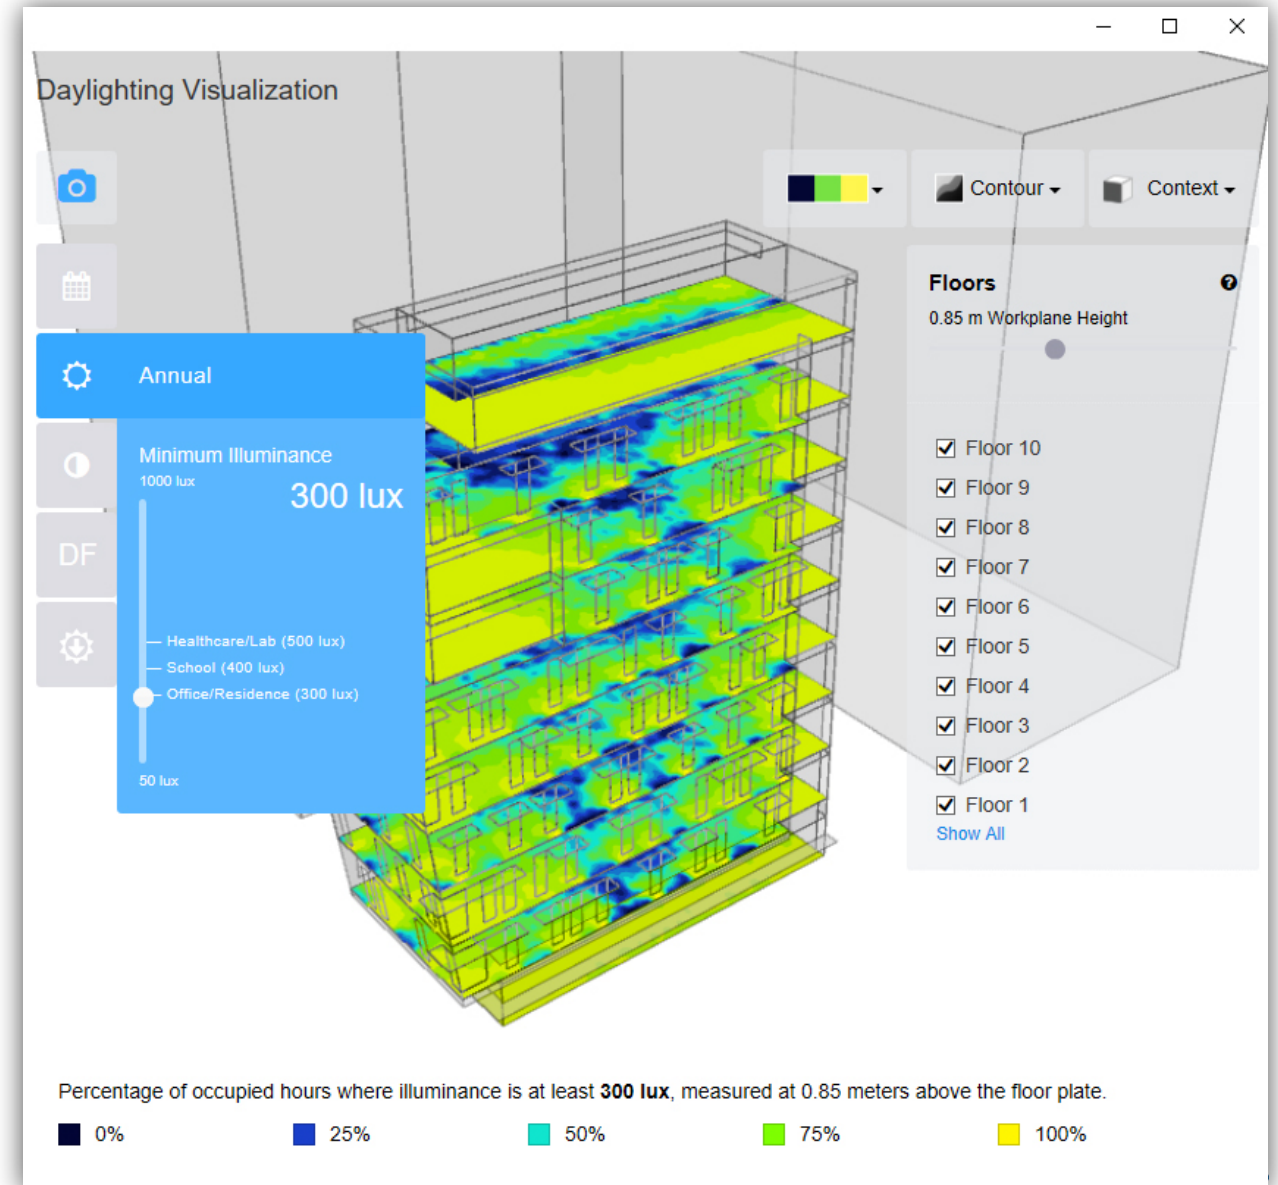 Daylighting Visualization
Contour
Context
Floors
0.85 m Workplane Height
Annual
Minimum Illuminance
1000 lux
300 lux
DF
Healthcare/Lab (500 lux)
School (400 lux)
Office/Residence (300 lux)
50 lux
Floor 10
Floor 9
Floor 8
Floor 7
Floor 6
Floor 5
Floor 4
Floor 3
Floor 2
Floor 1
Show All
Percentage of occupied hours where illuminance is at least 300 lux, measured at 0.85 meters above the floor plate.
0% 25% 50% 75% 100%